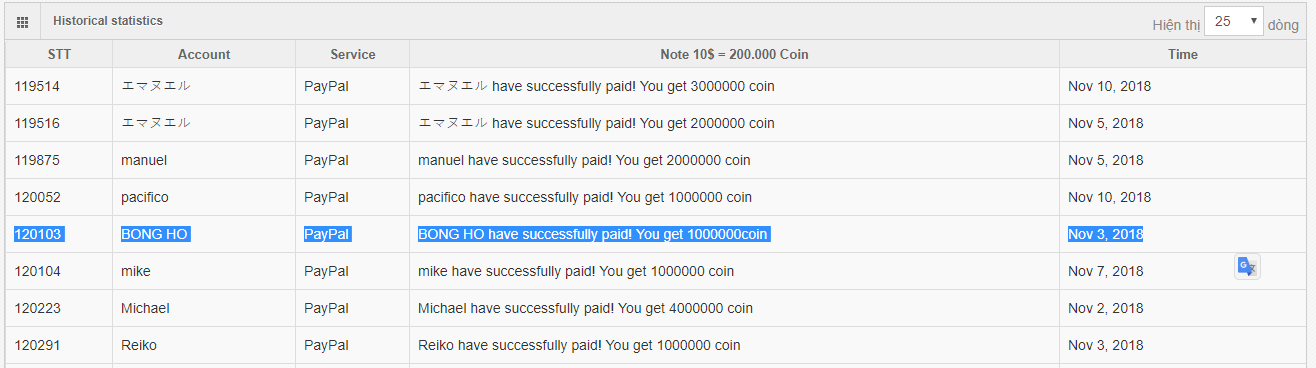 Historical statistics
Hiện thị 25 dòng
STT Account Service Note 10$ = 200.000 Coin Time
119514 エマヌエル PayPal エマヌエル have successfully paid! You get 3000000 coin Nov 10, 2018
119516 エマヌエル PayPal エマヌエル have successfully paid! You get 2000000 coin Nov 5, 2018
119875 manuel PayPal manuel have successfully paid! You get 2000000 coin Nov 5, 2018
120052 pacifico PayPal pacifico have successfully paid! You get 1000000 coin Nov 10, 2018
120103 BONG HO PayPal BONG HO have successfully paid! You get 1000000coin Nov 3, 2018
120104 mike PayPal mike have successfully paid! You get 1000000 coin Nov 7, 2018
120223 Michael PayPal Michael have successfully paid! You get 4000000 coin Nov 2, 2018
120291 Reiko PayPal Reiko have successfully paid! You get 1000000 coin Nov 3, 2018